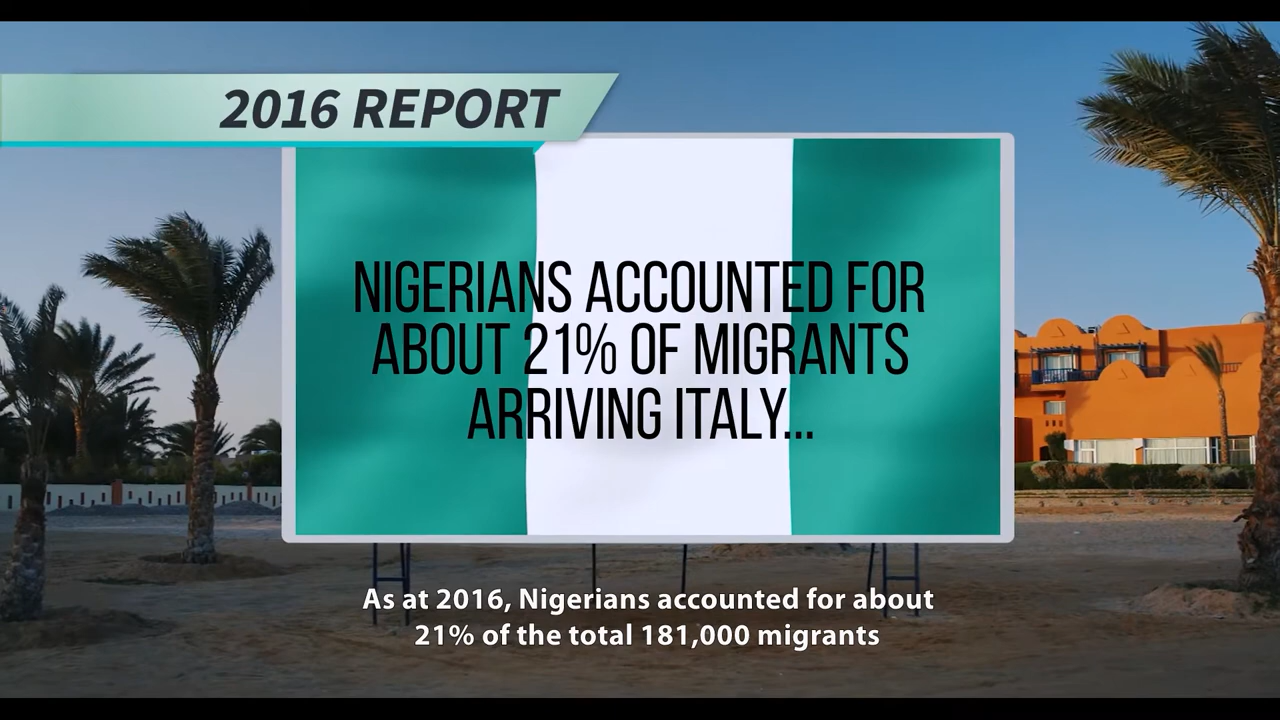 2016 REPORT
NIGERIANS ACCOUNTED FOR
ABOUT 21% OF MIGRANTS
ARRIVING ITALY...
As at 2016, Nigerians accounted for about
21% of the total 181,000 migrants